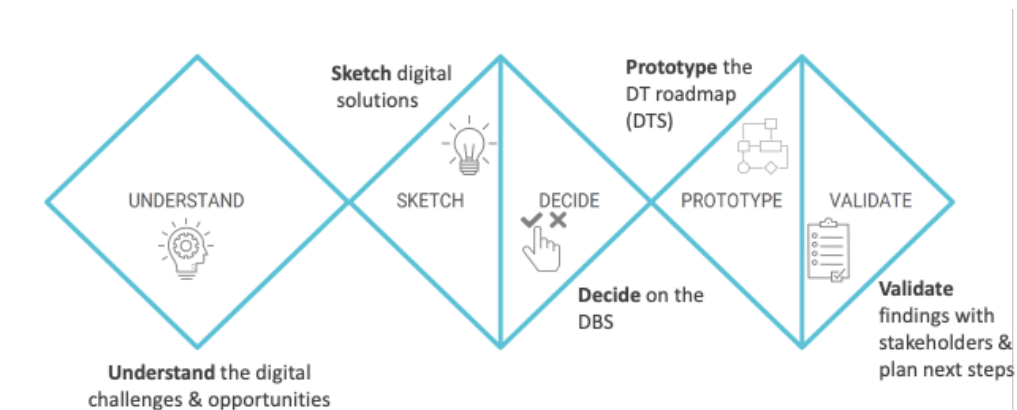 Sketch digital
solutions
Prototype the
DT roadmap
(DTS)
UNDERSTAND
SKETCH
DECIDE
PROTOTYPE
VALIDATE
Decide on the
DBS
Validate
findings with
stakeholders &
plan next steps
Understand the digital
challenges & opportunities